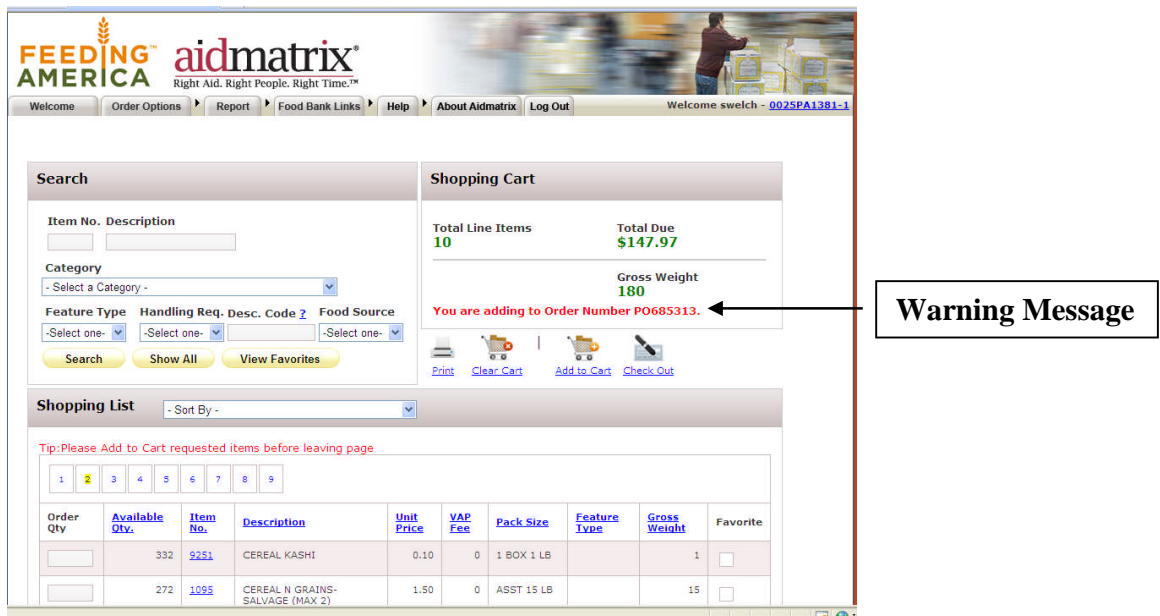 FEEDING™
AMERICA
aidmatrix®
Right Aid. Right People. Right Time.™
Welcome Order Options Report Food Bank Links Help About Aidmatrix Log Out Welcome swelch - 0025PA1381-1
Search
Item No. Description
Category
- Select a Category -
Feature Type Handling Req. Desc. Code ? Food Source
-Select one- -Select one- -Select one-
Search Show All View Favorites
Shopping Cart
Total Line Items Total Due
10 $147.97
Gross Weight
180
You are adding to Order Number PO685313.
Print Clear Cart | Add to Cart Check Out
Warning Message
Shopping List - Sort By -
Tip:Please Add to Cart requested items before leaving page
1 2 3 4 5 6 7 8 9
Order Qty Available Qty. Item No. Description Unit Price VAP Fee Pack Size Feature Type Gross Weight Favorite
332 9251 CEREAL KASHI 0.10 0 1 BOX 1 LB 1
272 1095 CEREAL N GRAINS- 1.50 0 ASST 15 LB 15
SALVAGE (MAX 2)